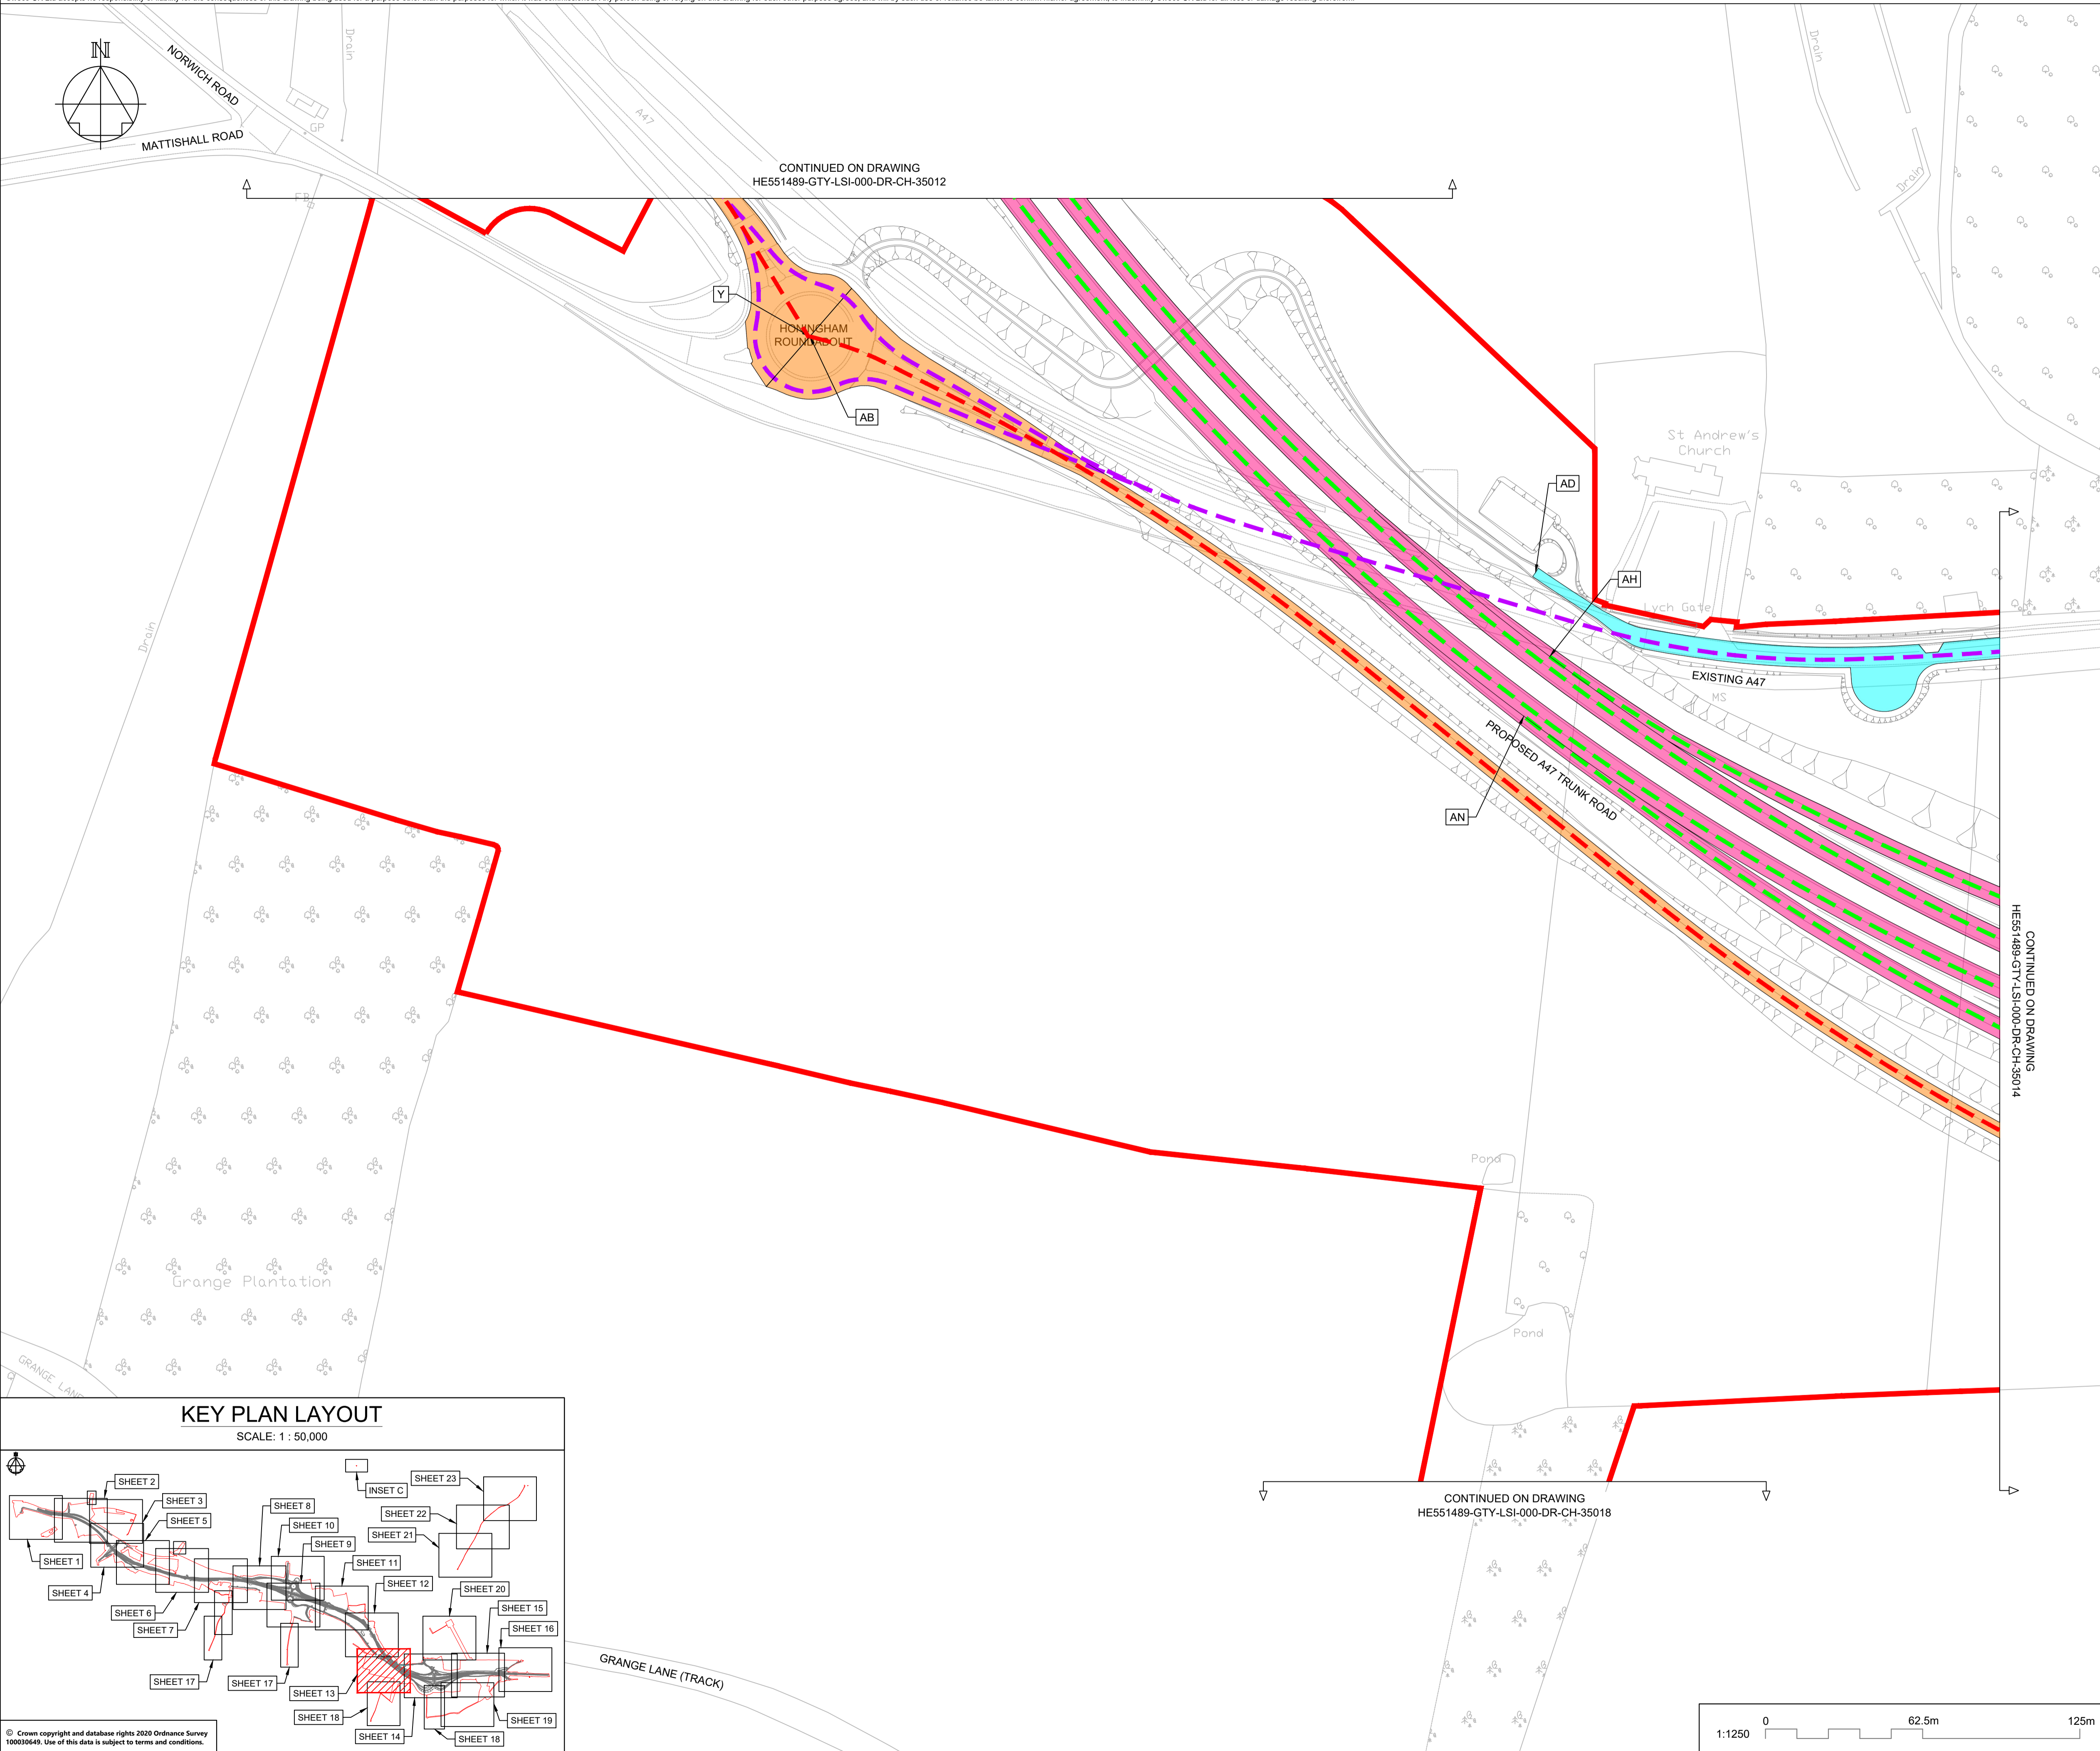 N
NORWICH ROAD
MATTISHALL ROAD
Drain
GP
FB
A47
CONTINUED ON DRAWING
HE551489-GTY-LSI-000-DR-CH-35012
Drain
Drain
Y
HONINGHAM
ROUNDABOUT
AB
St Andrew's
Church
AD
AH
Lych Gate
EXISTING A47
MS
PROPOSED A47 TRUNK ROAD
AN
Drain
CONTINUED ON DRAWING
HE551489-GTY-LSI-000-DR-CH-35014
Pond
Pond
Grange Plantation
GRANGE LANE
CONTINUED ON DRAWING
HE551489-GTY-LSI-000-DR-CH-35018
GRANGE LANE (TRACK)
KEY PLAN LAYOUT
SCALE: 1 : 50,000
SHEET 2
SHEET 3
SHEET 5
SHEET 1
SHEET 4
SHEET 6
SHEET 7
SHEET 17
SHEET 8
SHEET 10
SHEET 9
SHEET 11
SHEET 12
INSET C
SHEET 23
SHEET 22
SHEET 21
SHEET 20
SHEET 15
SHEET 16
SHEET 17
SHEET 13
SHEET 18
SHEET 14
SHEET 18
SHEET 19
© Crown copyright and database rights 2020 Ordnance Survey
100030649. Use of this data is subject to terms and conditions.
1:1250
0
62.5m
125m